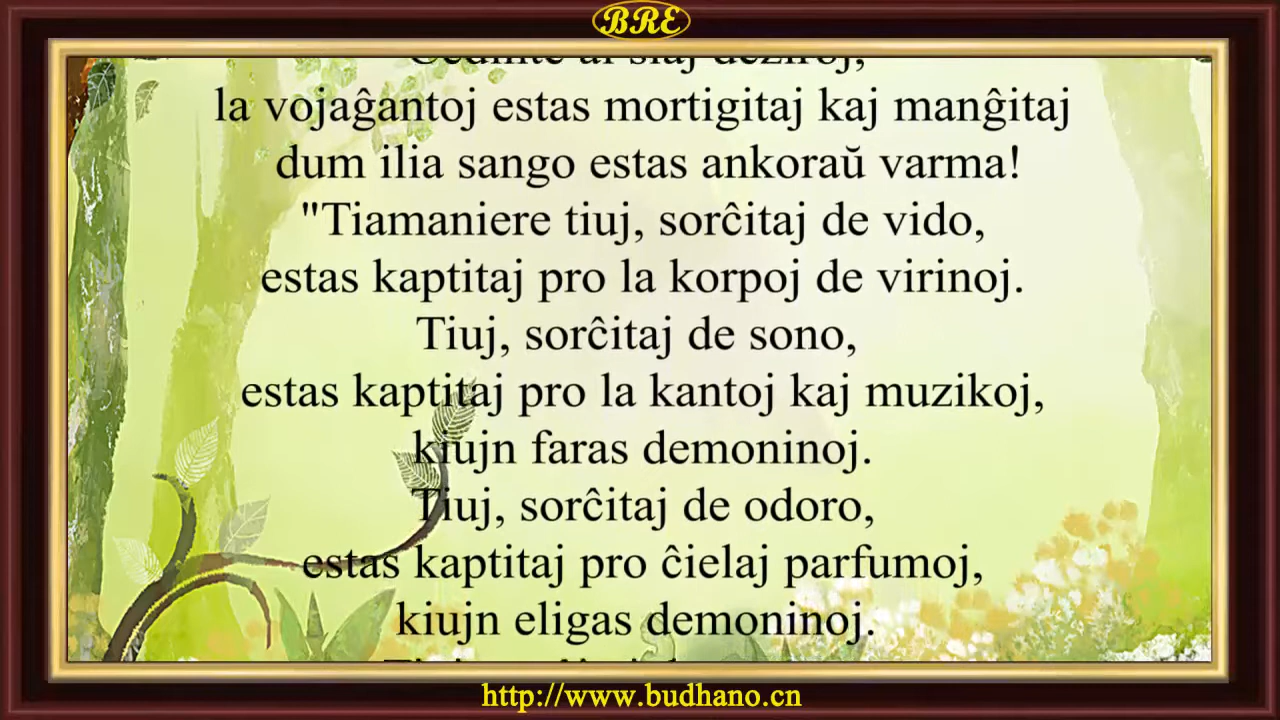 BRE
la vojaĝantoj estas mortigitaj kaj manĝitaj
dum ilia sango estas ankoraŭ varma!
"Tiamaniere tiuj, sorĉitaj de vido,
estas kaptitaj pro la korpoj de virinoj.
Tiuj, sorĉitaj de sono,
estas kaptitaj pro la kantoj kaj muzikoj,
kiujn faras demoninoj.
Tiuj, sorĉitaj de odoro,
estas kaptitaj pro ĉielaj parfumoj,
kiujn eligas demoninoj.
http://www.budhano.cn